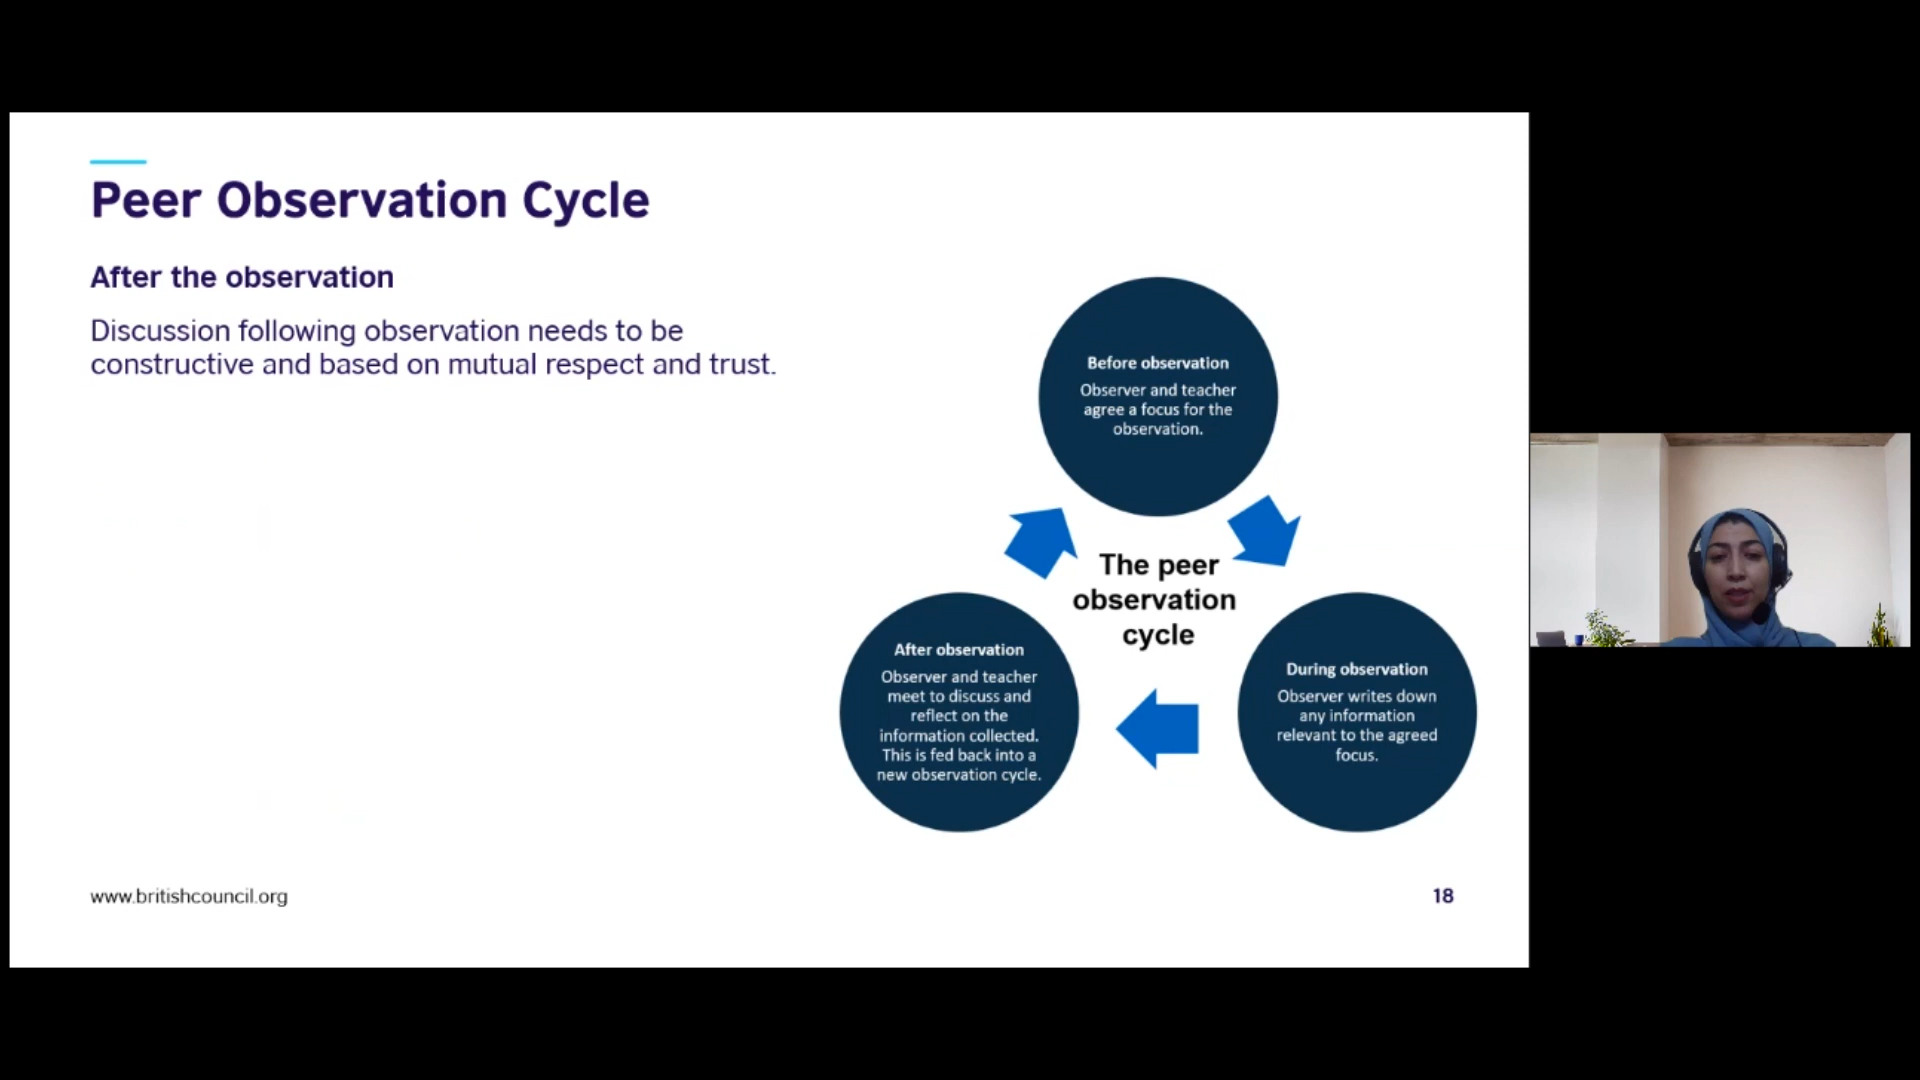 Peer Observation Cycle
After the observation
Discussion following observation needs to be
constructive and based on mutual respect and trust.
Before observation
Observer and teacher
agree a focus for the
observation.
The peer
observation
cycle
After observation
Observer and teacher
meet to discuss and
reflect on the
information collected.
This is fed back into a
new observation cycle.
During observation
Observer writes down
any information
relevant to the agreed
focus.
www.britishcouncil.org
18